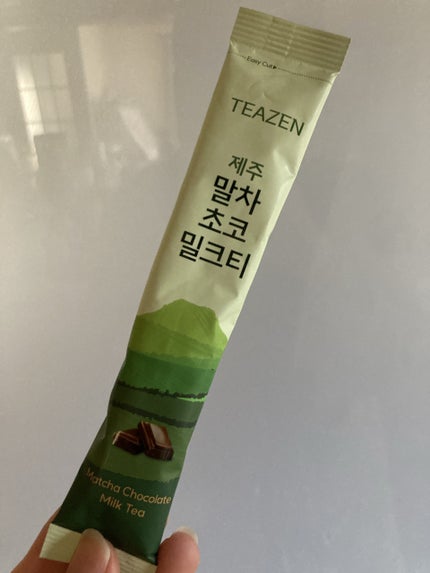 Easy Cut▶
TEAZEN
제주
말차
초코
밀크티
Matcha Chocolate
Milk Tea